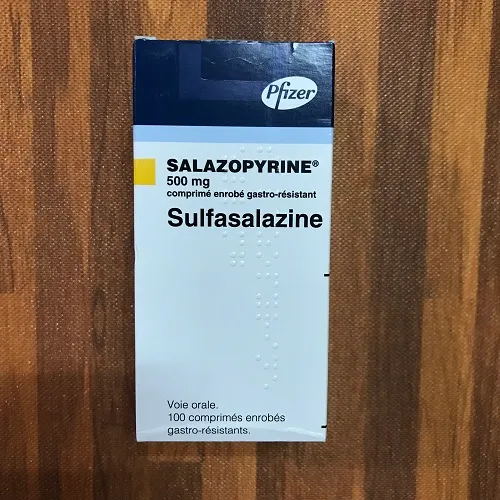 Pfizer
SALAZOPYRINE®
500 mg
comprimé enrobé gastro-résistant
Sulfasalazine
Voie orale.
100 comprimés enrobés
gastro-résistants.